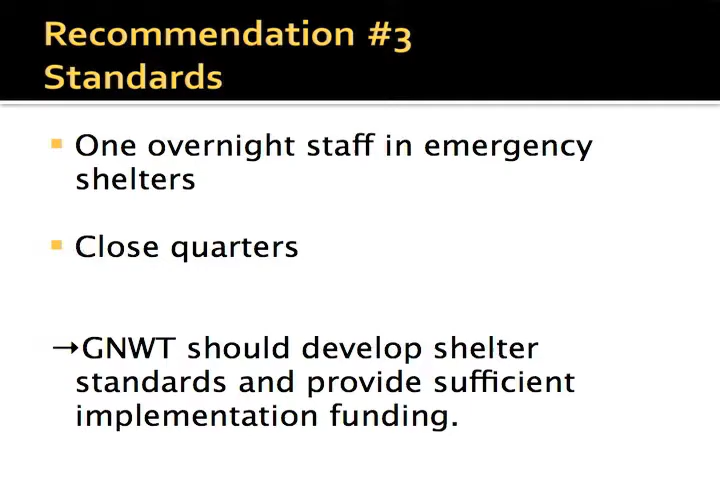 Recommendation #3
Standards
▪ One overnight staff in emergency
shelters
▪ Close quarters
→GNWT should develop shelter
standards and provide sufficient
implementation funding.